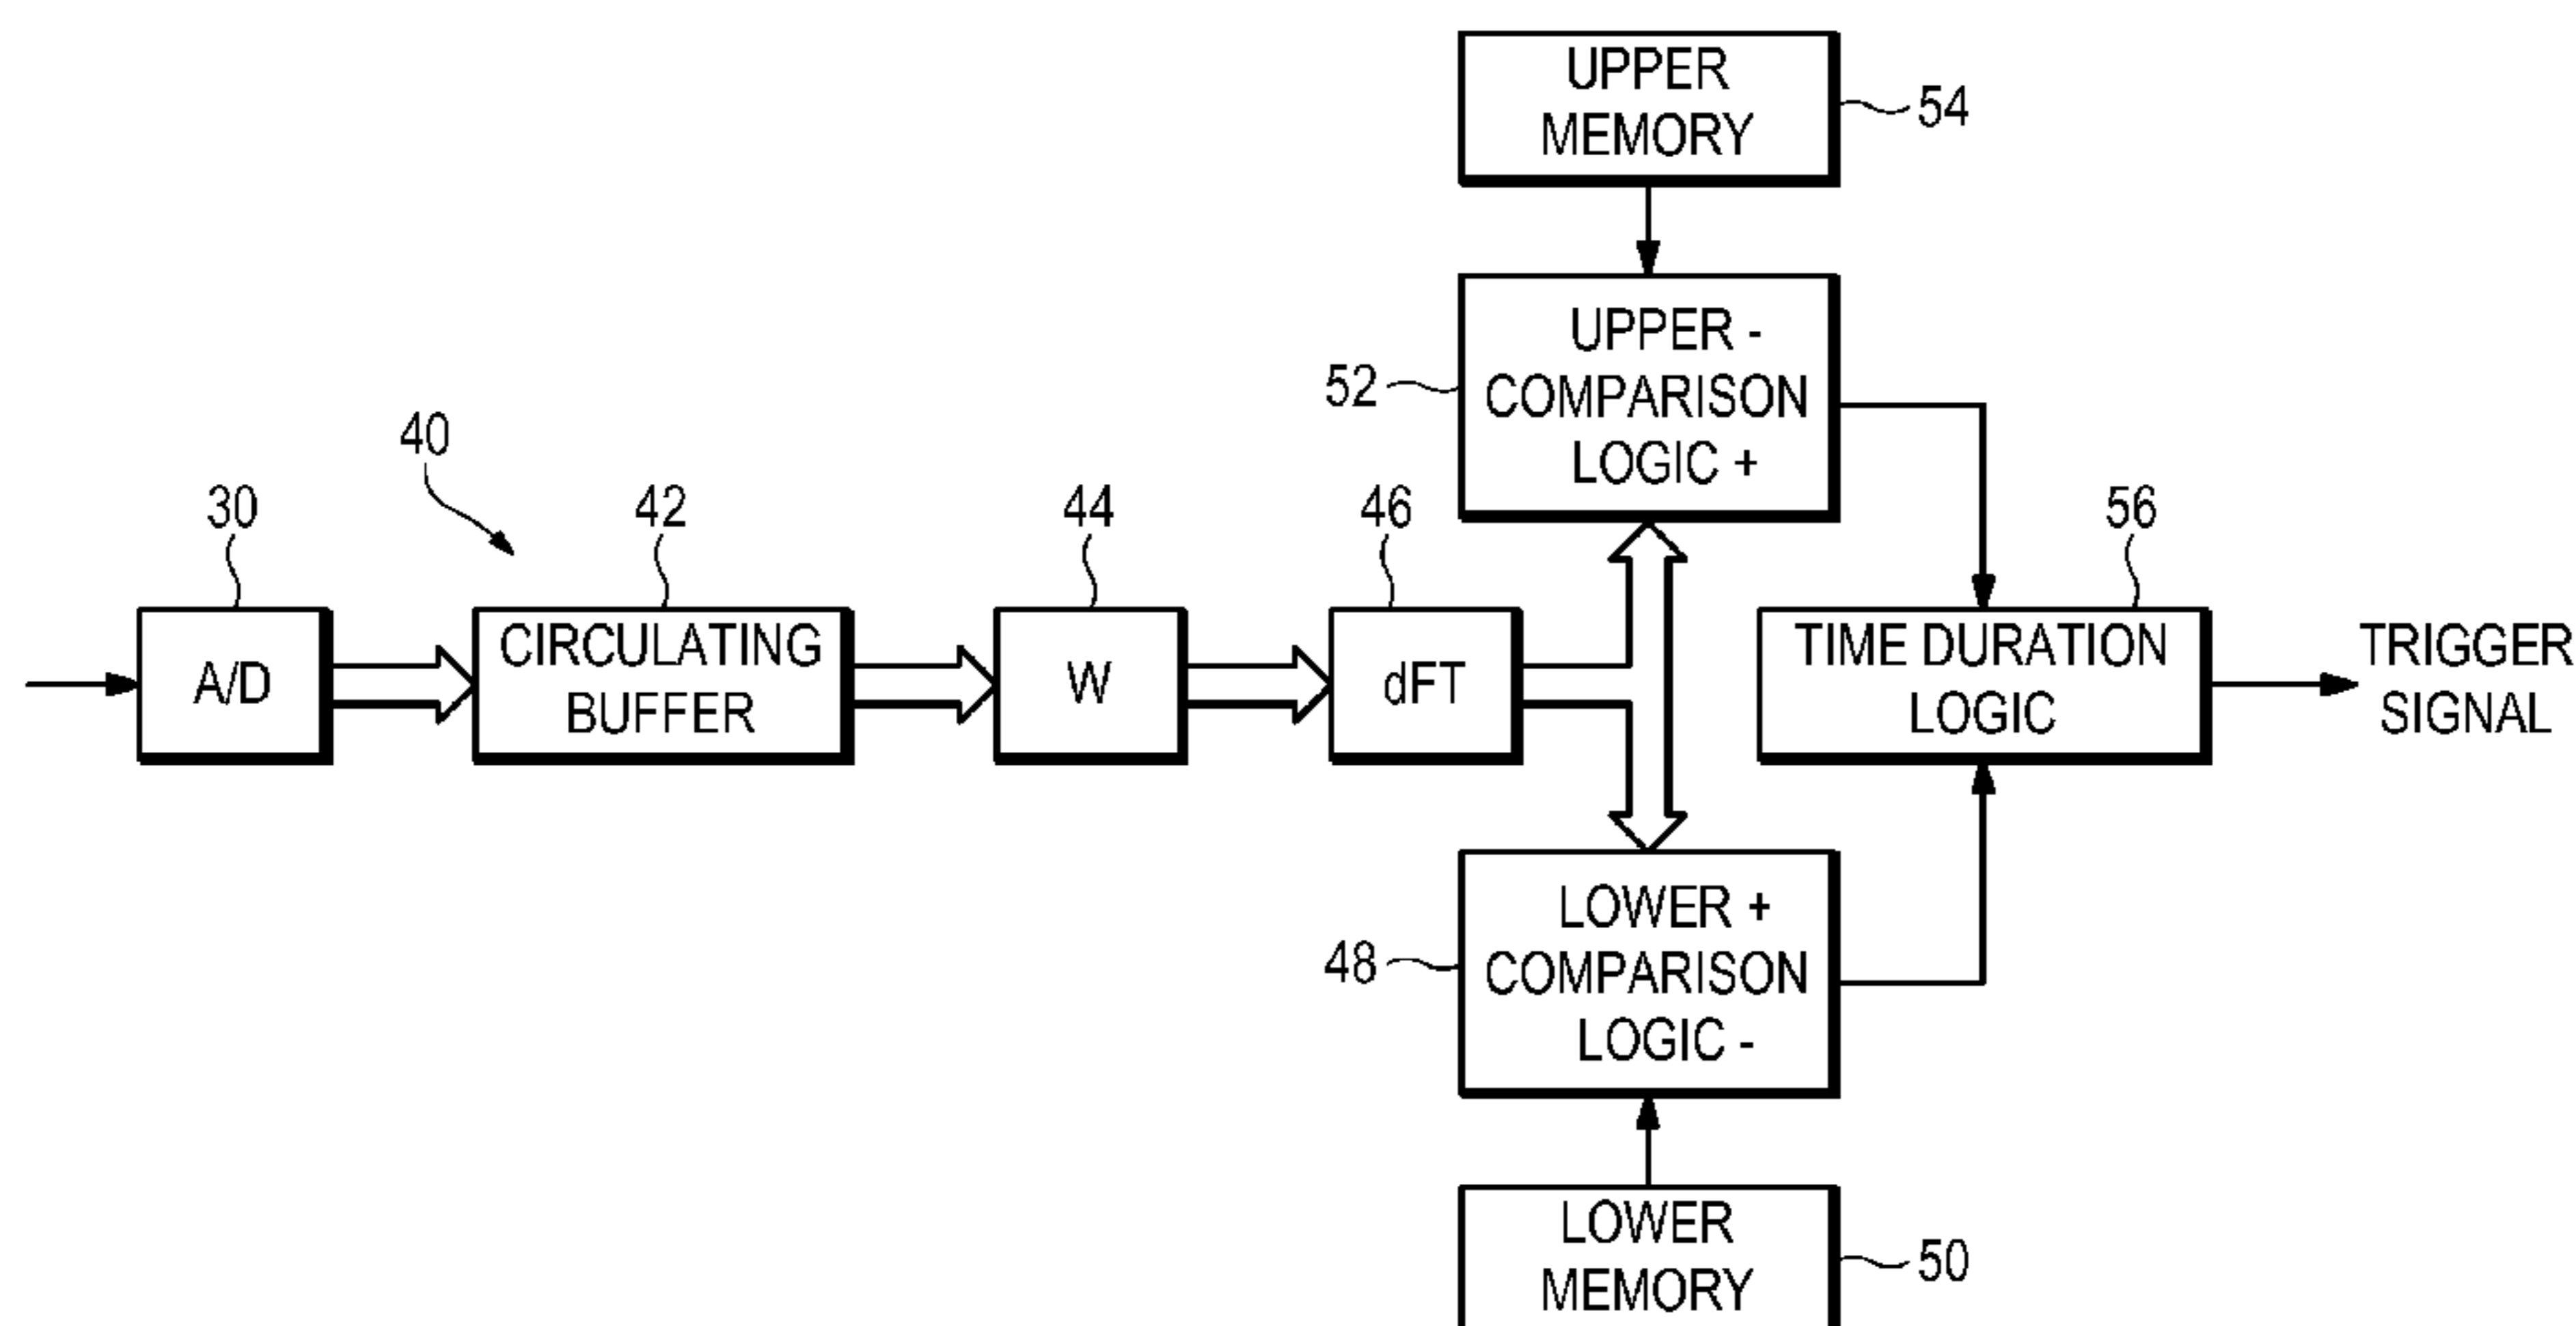 UPPER
MEMORY
54
UPPER -
COMPARISON
LOGIC +
52
40
30
42
44
46
56
A/D
CIRCULATING
BUFFER
W
dFT
TIME DURATION
LOGIC
TRIGGER
SIGNAL
LOWER +
COMPARISON
LOGIC -
48
LOWER
MEMORY
50